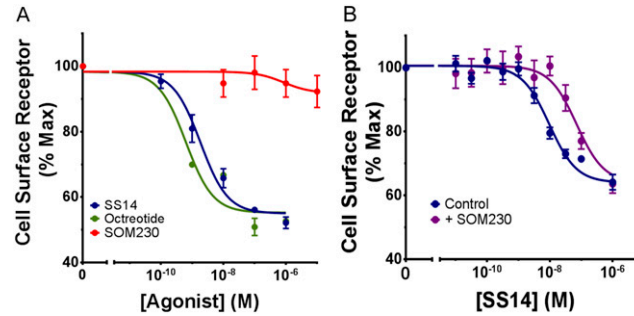 A
Cell Surface Receptor
(% Max)
100
80
60
40
SS14
Octreotide
SOM230
0
10-10
10-8
10-6
[Agonist] (M)
B
Cell Surface Receptor
(% Max)
100
80
60
40
Control
+ SOM230
0
10-10
10-8
10-6
[SS14] (M)